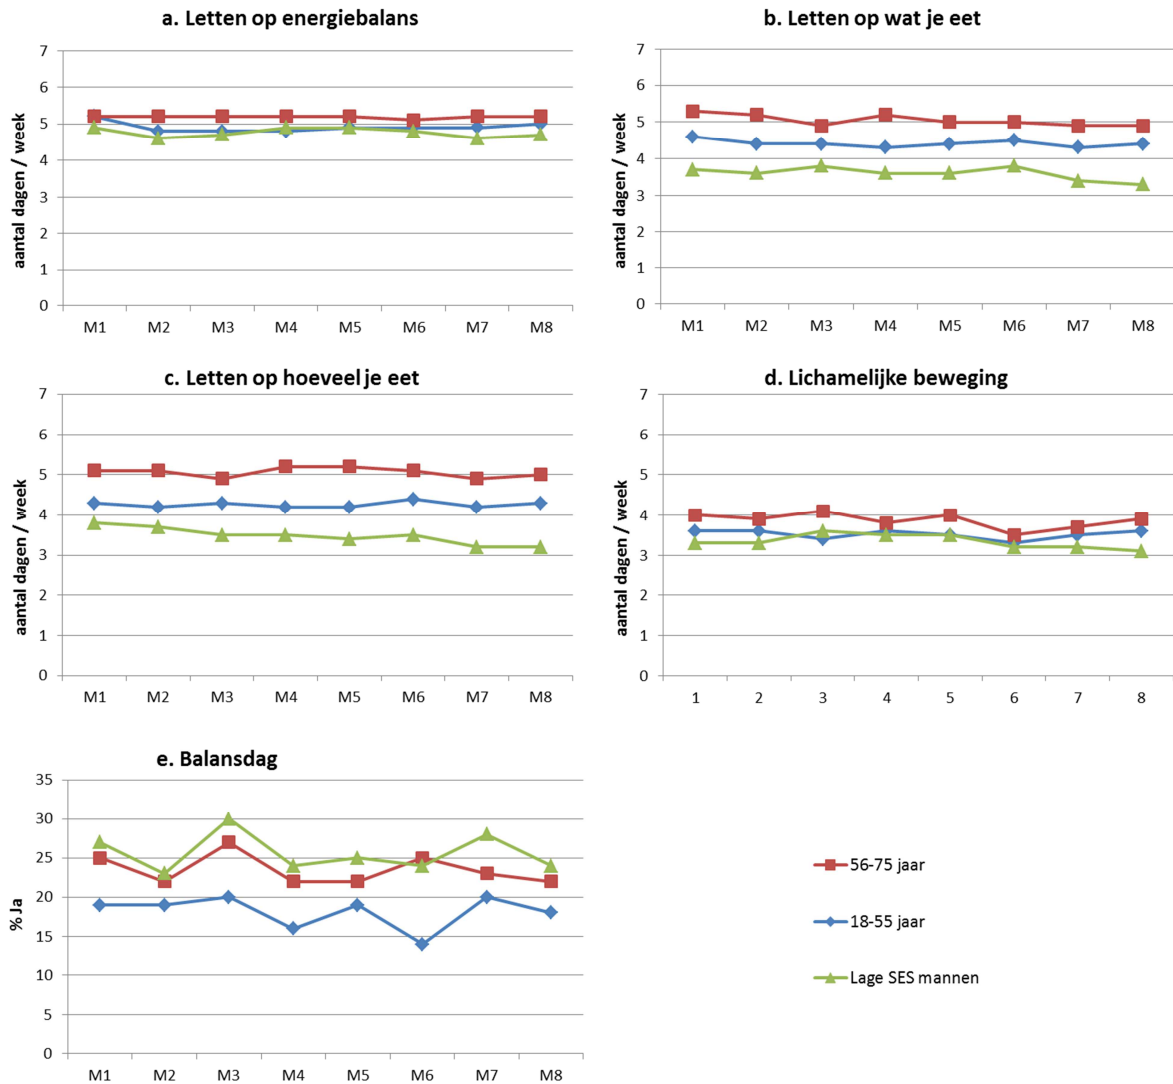 a. Letten op energiebalans
aantal dagen / week
7
6
5
4
3
2
1
0
M1 M2 M3 M4 M5 M6 M7 M8
b. Letten op wat je eet
aantal dagen / week
7
6
5
4
3
2
1
0
M1 M2 M3 M4 M5 M6 M7 M8
c. Letten op hoeveel je eet
aantal dagen / week
7
6
5
4
3
2
1
0
M1 M2 M3 M4 M5 M6 M7 M8
d. Lichamelijke beweging
aantal dagen / week
7
6
5
4
3
2
1
0
1 2 3 4 5 6 7 8
e. Balansdag
% Ja
35
30
25
20
15
10
5
0
M1 M2 M3 M4 M5 M6 M7 M8
56-75 jaar
18-55 jaar
Lage SES mannen